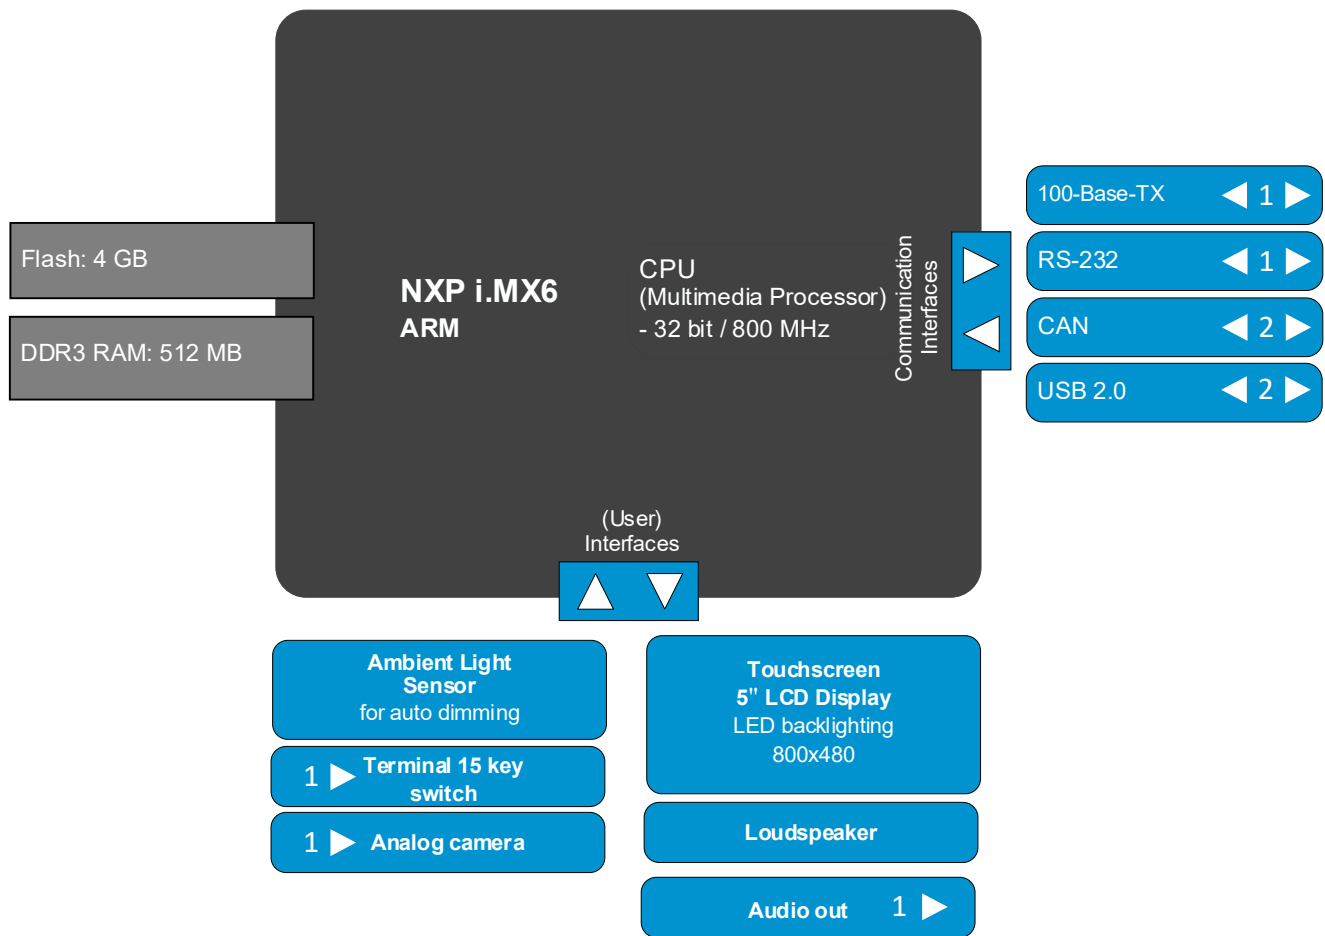 Flash: 4 GB
DDR3 RAM: 512 MB
NXP i.MX6
ARM
CPU
(Multimedia Processor)
- 32 bit / 800 MHz
Communication
Interfaces
100-Base-TX 1
RS-232 1
CAN 2
USB 2.0 2
(User)
Interfaces
Ambient Light
Sensor
for auto dimming
1 Terminal 15 key
switch
1 Analog camera
Touchscreen
5" LCD Display
LED backlighting
800x480
Loudspeaker
Audio out 1